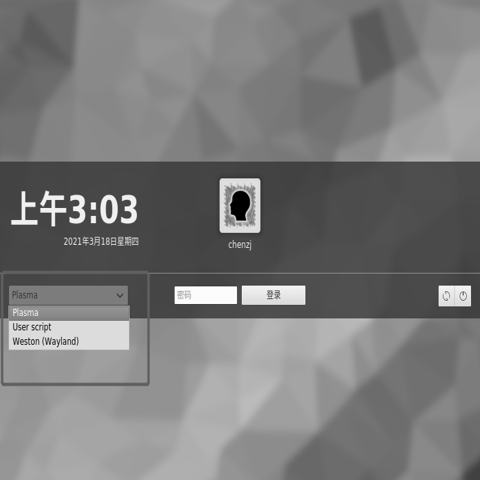 上午3:03
2021年3月18日星期四
chenzj
Plasma
密码
登录
Plasma
User script
Weston (Wayland)